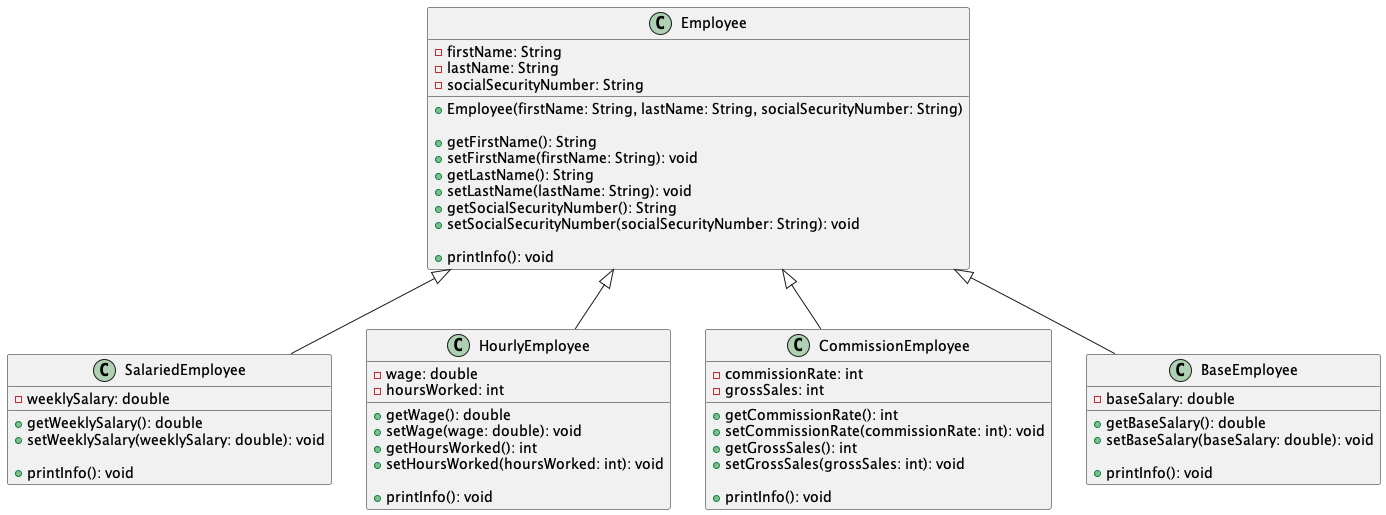 C Employee
firstName: String
lastName: String
socialSecurityNumber: String
Employee(firstName: String, lastName: String, socialSecurityNumber: String)
getFirstName(): String
setFirstName(firstName: String): void
getLastName(): String
setLastName(lastName: String): void
getSocialSecurityNumber(): String
setSocialSecurityNumber(socialSecurityNumber: String): void
printInfo(): void
C SalariedEmployee
weeklySalary: double
getWeeklySalary(): double
setWeeklySalary(weeklySalary: double): void
printInfo(): void
C HourlyEmployee
wage: double
hoursWorked: int
getWage(): double
setWage(wage: double): void
getHoursWorked(): int
setHoursWorked(hoursWorked: int): void
printInfo(): void
C CommissionEmployee
commissionRate: int
grossSales: int
getCommissionRate(): int
setCommissionRate(commissionRate: int): void
getGrossSales(): int
setGrossSales(grossSales: int): void
printInfo(): void
C BaseEmployee
baseSalary: double
getBaseSalary(): double
setBaseSalary(baseSalary: double): void
printInfo(): void